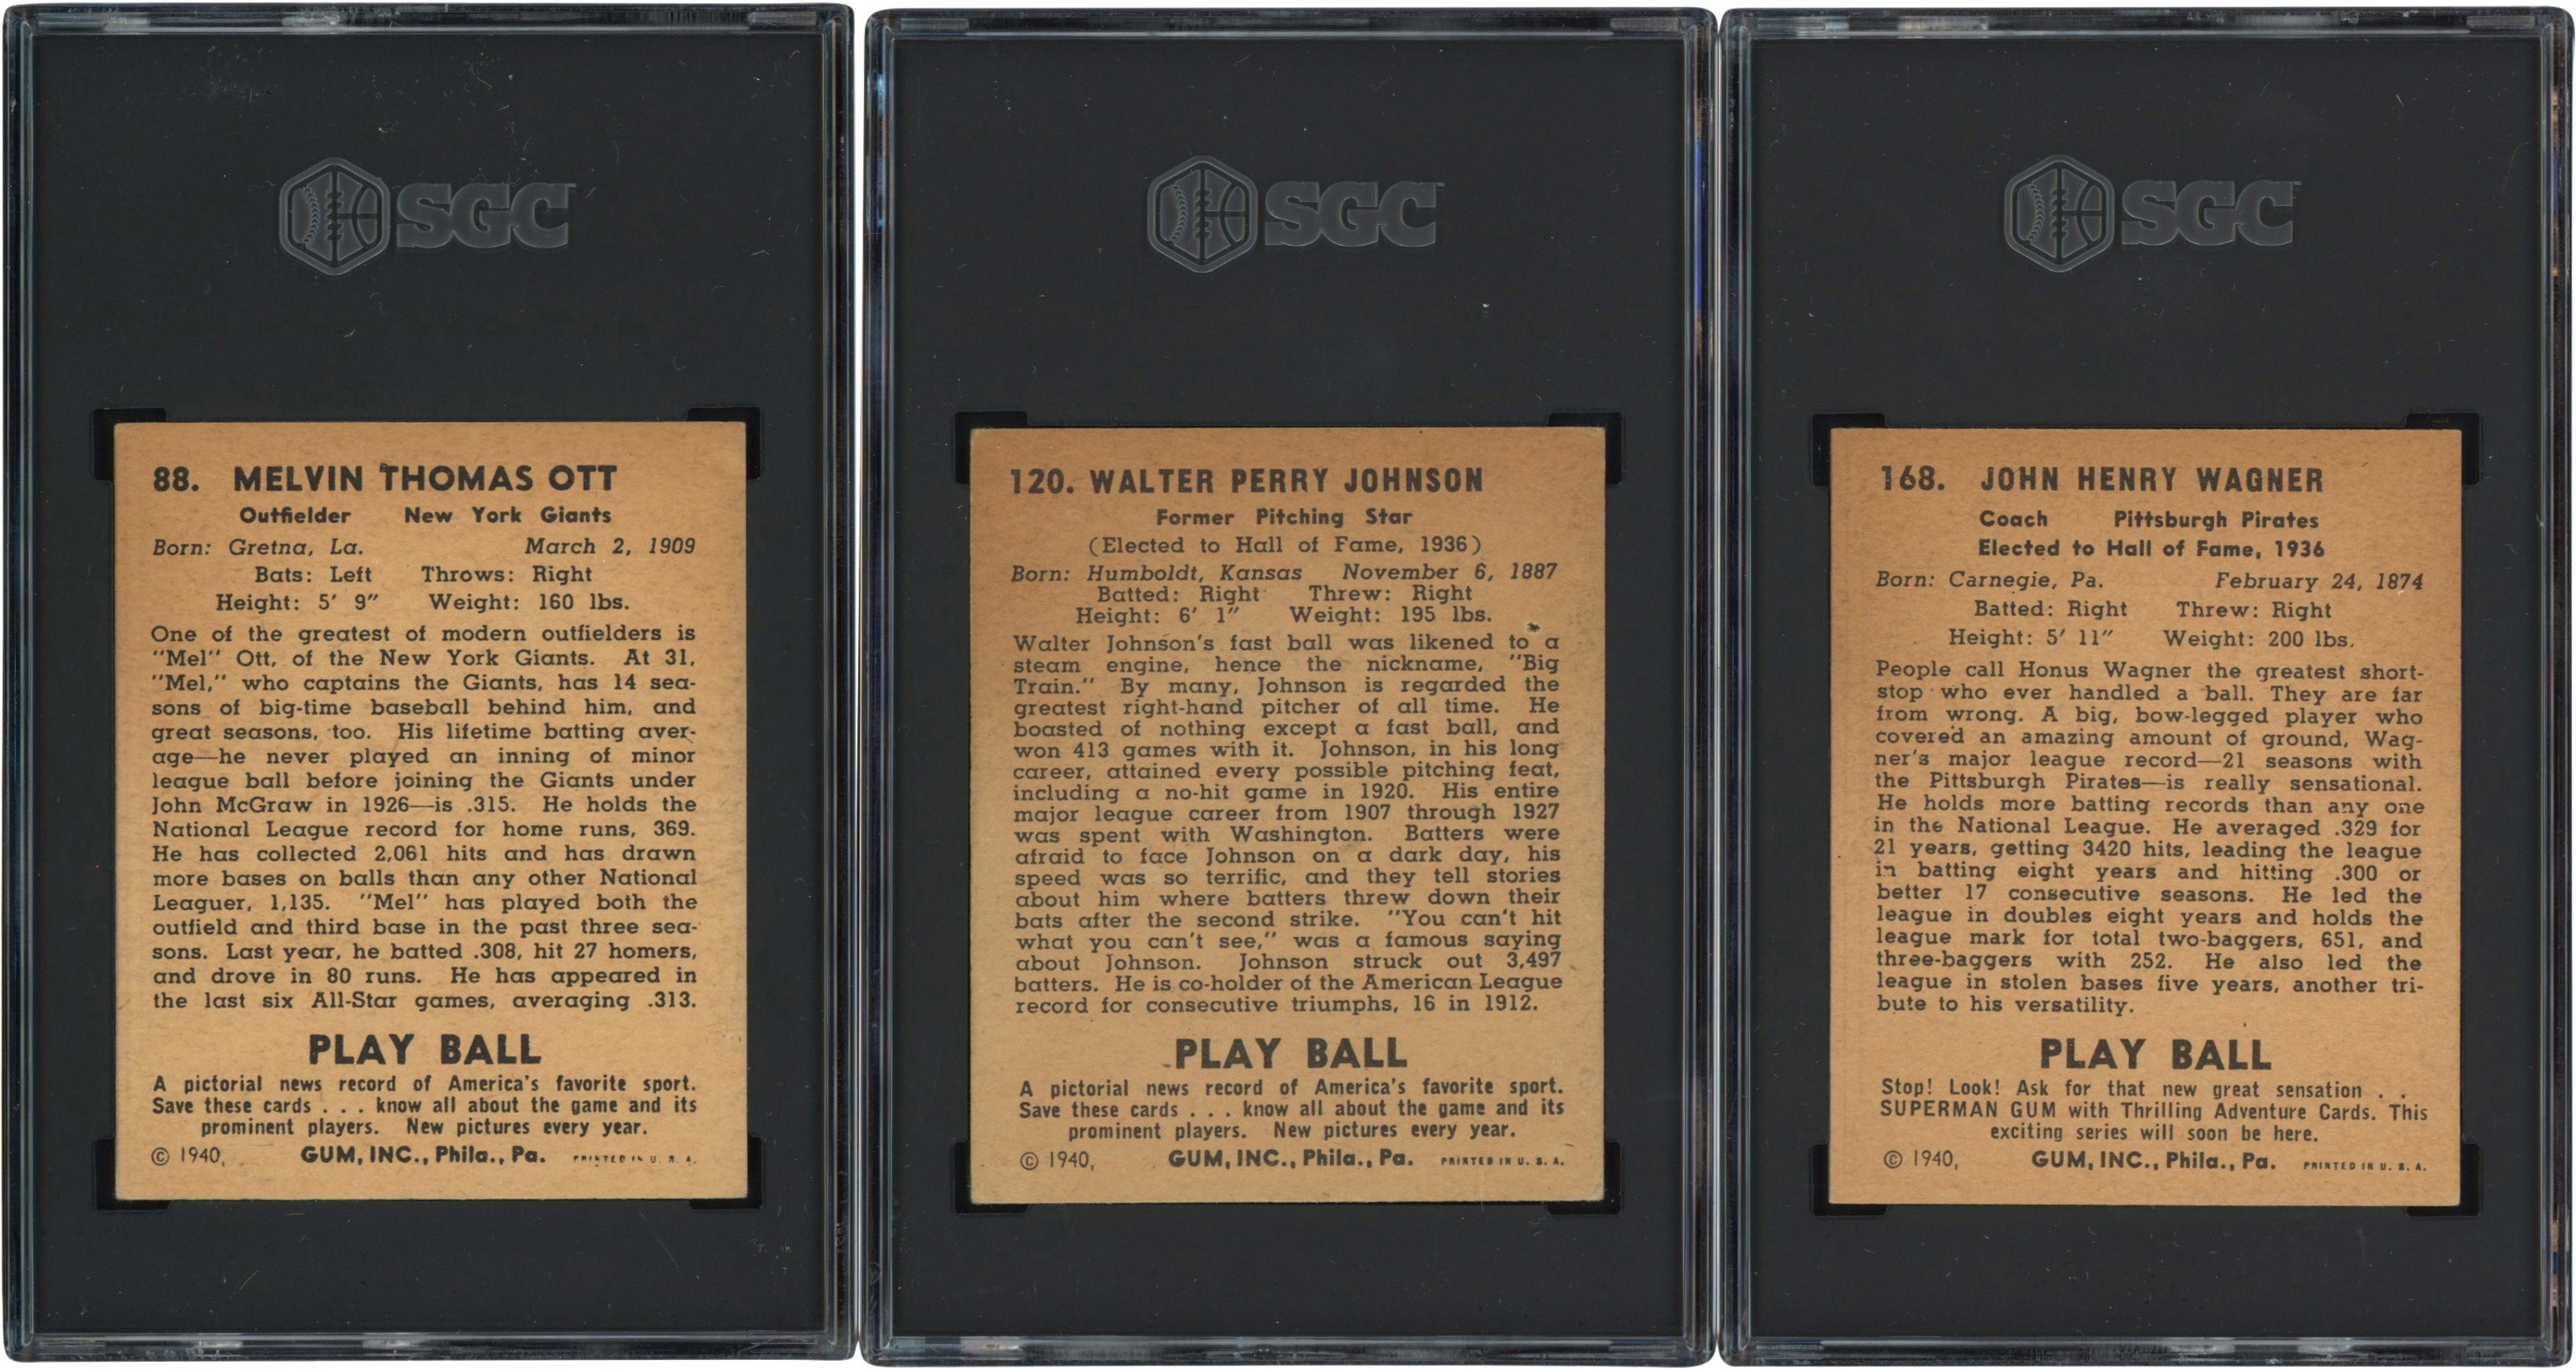 SGC
88. MELVIN THOMAS OTT
Outfielder New York Giants
Born: Gretna, La. March 2, 1909
Bats: Left Throws: Right
Height: 5' 9" Weight: 160 lbs.
One of the greatest of modern outfielders is
"Mel" Ott, of the New York Giants. At 31,
"Mel," who captains the Giants, has 14 sea-
sons of big-time baseball behind him, and
great seasons, too. His lifetime batting aver-
age—he never played an inning of minor
league ball before joining the Giants under
John McGraw in 1926—is .315. He holds the
National League record for home runs, 369.
He has collected 2,061 hits and has drawn
more bases on balls than any other National
Leaguer, 1,135. "Mel" has played both the
outfield and third base in the past three sea-
sons. Last year, he batted .308, hit 27 homers,
and drove in 80 runs. He has appeared in
the last six All-Star games, averaging .313.
PLAY BALL
A pictorial news record of America's favorite sport.
Save these cards . . . know all about the game and its
prominent players. New pictures every year.
© 1940, GUM, INC., Phila., Pa. PRINTED IN U. S. A.
SGC
120. WALTER PERRY JOHNSON
Former Pitching Star
(Elected to Hall of Fame, 1936)
Born: Humboldt, Kansas November 6, 1887
Batted: Right Threw: Right
Height: 6' 1" Weight: 195 lbs.
Walter Johnson's fast ball was likened to a
steam engine, hence the nickname, "Big
Train." By many, Johnson is regarded the
greatest right-hand pitcher of all time. He
boasted of nothing except a fast ball, and
won 413 games with it. Johnson, in his long
career, attained every possible pitching feat,
including a no-hit game in 1920. His entire
major league career from 1907 through 1927
was spent with Washington. Batters were
afraid to face Johnson on a dark day, his
speed was so terrific, and they tell stories
about him where batters threw down their
bats after the second strike. "You can't hit
what you can't see," was a famous saying
about Johnson. Johnson struck out 3,497
batters. He is co-holder of the American League
record for consecutive triumphs, 16 in 1912.
PLAY BALL
A pictorial news record of America's favorite sport.
Save these cards . . . know all about the game and its
prominent players. New pictures every year.
© 1940, GUM, INC., Phila., Pa. PRINTED IN U. S. A.
SGC
168. JOHN HENRY WAGNER
Coach Pittsburgh Pirates
Elected to Hall of Fame, 1936
Born: Carnegie, Pa. February 24, 1874
Batted: Right Threw: Right
Height: 5' 11" Weight: 200 lbs.
People call Honus Wagner the greatest short-
stop who ever handled a ball. They are far
from wrong. A big, bow-legged player who
covered an amazing amount of ground, Wag-
ner's major league record—21 seasons with
the Pittsburgh Pirates—is really sensational.
He holds more batting records than any one
in the National League. He averaged .329 for
21 years, getting 3420 hits, leading the league
in batting eight years and hitting .300 or
better 17 consecutive seasons. He led the
league in doubles eight years and holds the
league mark for total two-baggers, 651, and
three-baggers with 252. He also led the
league in stolen bases five years, another tri-
bute to his versatility.
PLAY BALL
Stop! Look! Ask for that new great sensation . .
SUPERMAN GUM with Thrilling Adventure Cards. This
exciting series will soon be here.
© 1940, GUM, INC., Phila., Pa. PRINTED IN U. S. A.